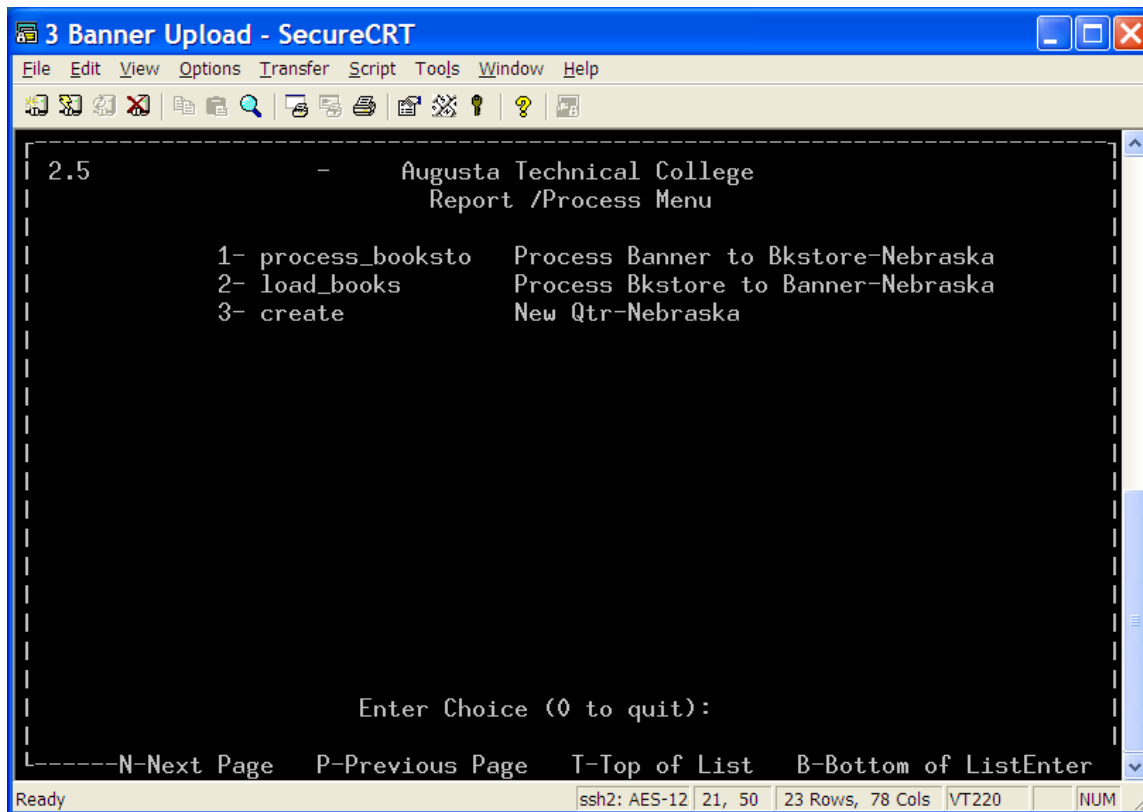 3 Banner Upload - SecureCRT
File Edit View Options Transfer Script Tools Window Help
2.5 - Augusta Technical College
Report /Process Menu
1- process_booksto Process Banner to Bkstore-Nebraska
2- load_books Process Bkstore to Banner-Nebraska
3- create New Qtr-Nebraska
Enter Choice (0 to quit):
------N-Next Page P-Previous Page T-Top of List B-Bottom of ListEnter
Ready ssh2: AES-12 21, 50 23 Rows, 78 Cols VT220 NUM